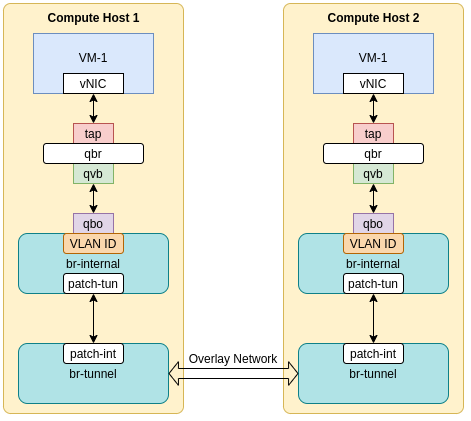 Compute Host 1
VM-1
vNIC
tap
qbr
qvb
qbo
VLAN ID
br-internal
patch-tun
patch-int
br-tunnel
Overlay Network
Compute Host 2
VM-1
vNIC
tap
qbr
qvb
qbo
VLAN ID
br-internal
patch-tun
patch-int
br-tunnel